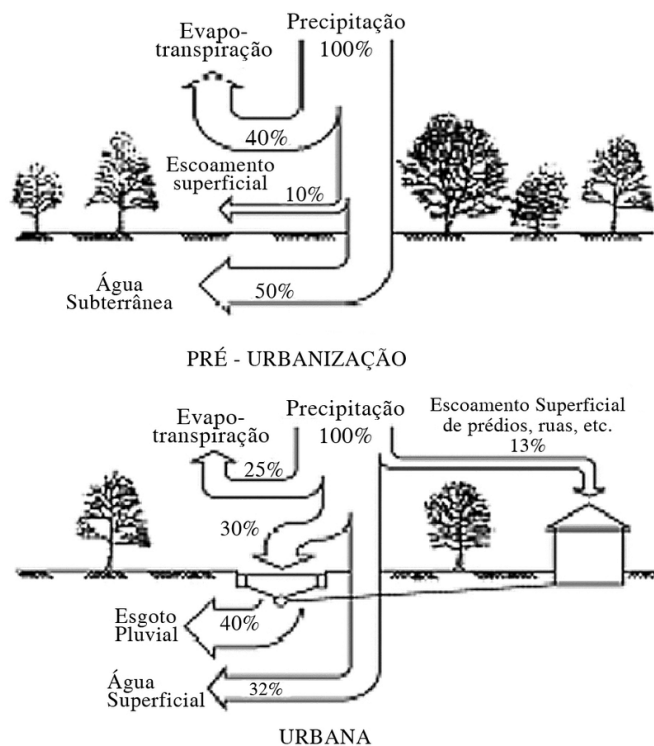 Precipitação
100%
Evapo-
transpiração
40%
Escoamento
superficial
10%
Água
Subterrânea
50%
PRÉ - URBANIZAÇÃO
Precipitação
100%
Evapo-
transpiração
25%
Escoamento Superficial
de prédios, ruas, etc.
13%
30%
Esgoto
Pluvial
40%
Água
Superficial
32%
URBANA